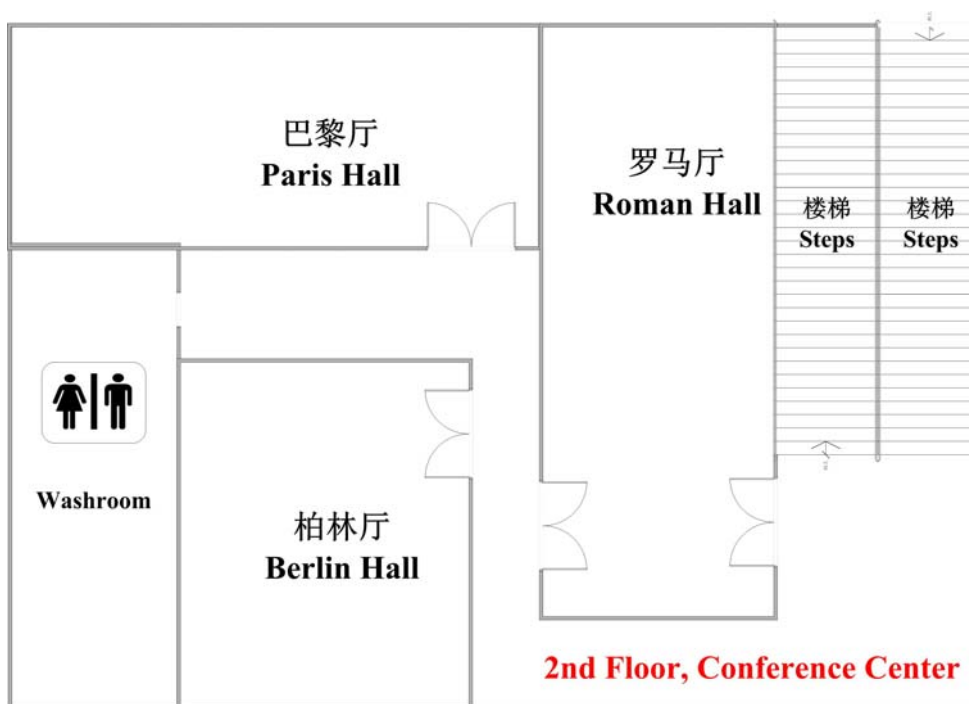 巴黎厅
Paris Hall
罗马厅
Roman Hall
楼梯
Steps
楼梯
Steps
Washroom
柏林厅
Berlin Hall
2nd Floor, Conference Center